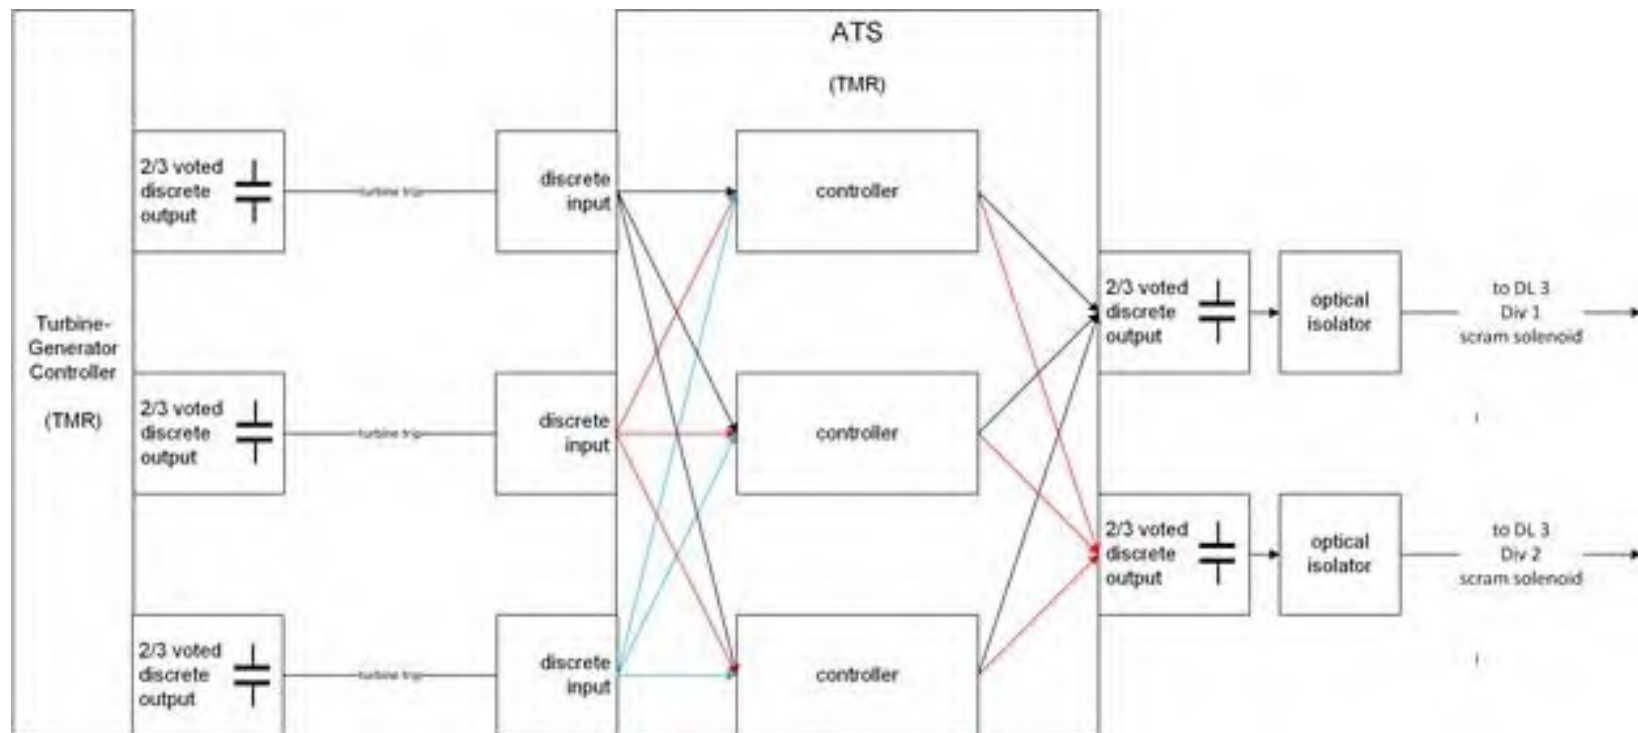 ATS
(TMR)
2/3 voted
discrete
output
turbine trip
discrete
input
controller
2/3 voted
discrete
output
optical
isolator
to DL 3
Div 1
scram solenoid
Turbine-
Generator
Controller
(TMR)
2/3 voted
discrete
output
turbine trip
discrete
input
controller
2/3 voted
discrete
output
optical
isolator
to DL 3
Div 2
scram solenoid
2/3 voted
discrete
output
turbine trip
discrete
input
controller